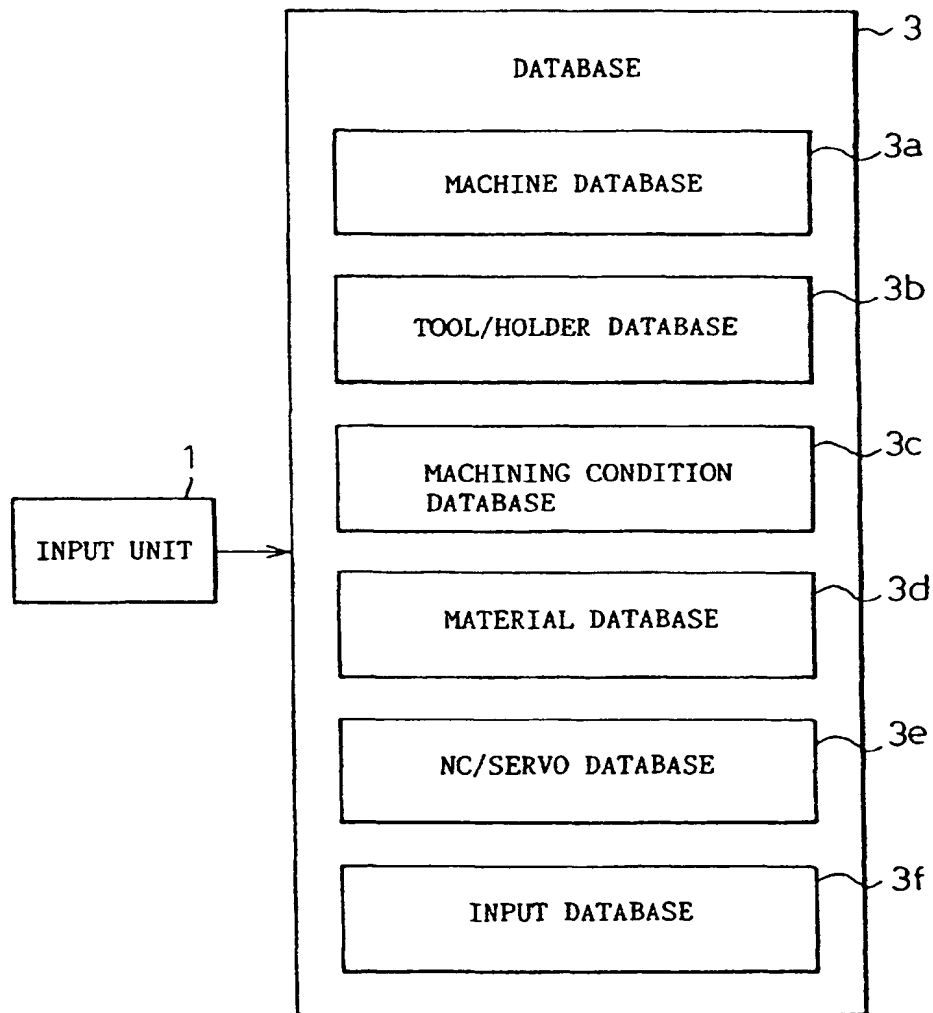 3
DATABASE
3a
MACHINE DATABASE
3b
TOOL/HOLDER DATABASE
3c
MACHINING CONDITION
DATABASE
1
INPUT UNIT
3d
MATERIAL DATABASE
3e
NC/SERVO DATABASE
3f
INPUT DATABASE